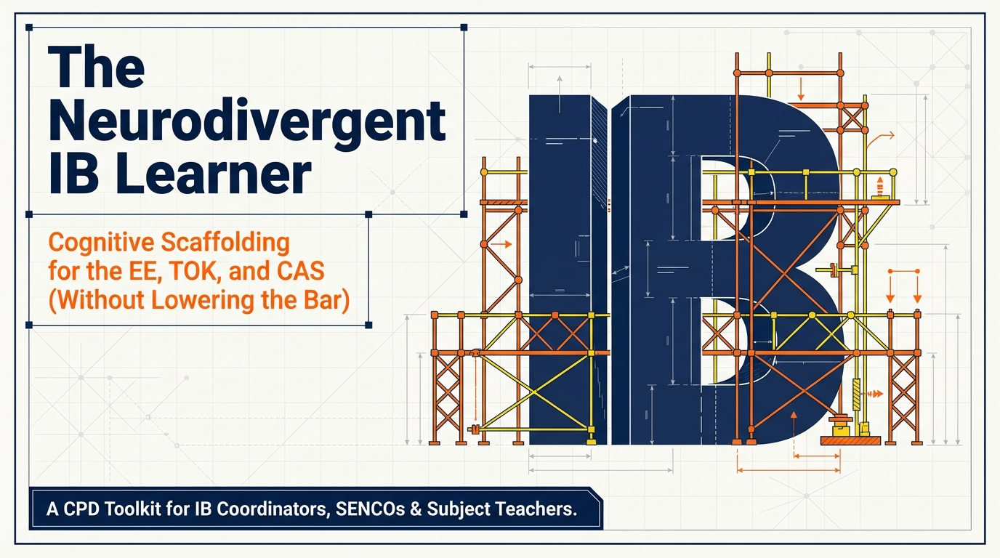 The
Neurodivergent
IB Learner
Cognitive Scaffolding
for the EE, TOK, and CAS
(Without Lowering the Bar)
IB
A CPD Toolkit for IB Coordinators, SENCOs & Subject Teachers.